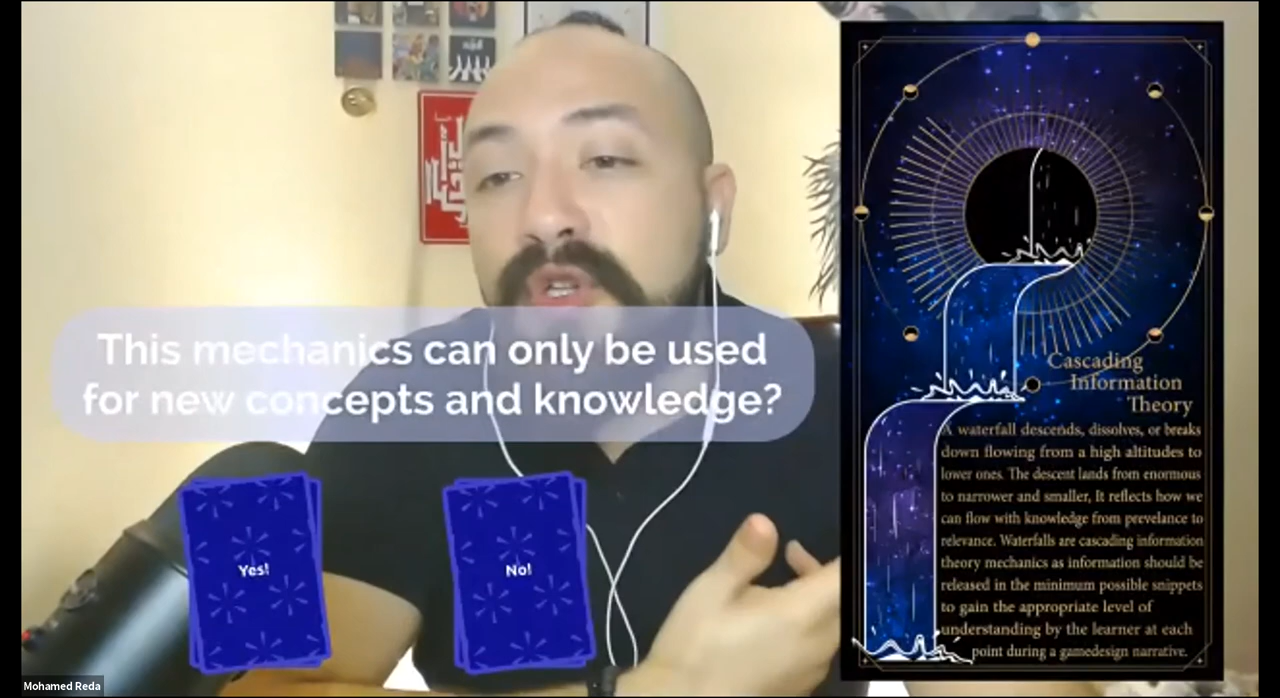 This mechanics can only be used
for new concepts and knowledge?
Yes!
No!
Cascading
Information
Theory
A waterfall descends, dissolves, or breaks
down flowing from a high altitudes to
lower ones. The descent lands from enormous
to narrower and smaller, It reflects how we
can flow with knowledge from prevelance to
relevance. Waterfalls are cascading information
theory mechanics as information should be
released in the minimum possible snippets
to gain the appropriate level of
understanding by the learner at each
point during a gamedesign narrative.
Mohamed Reda